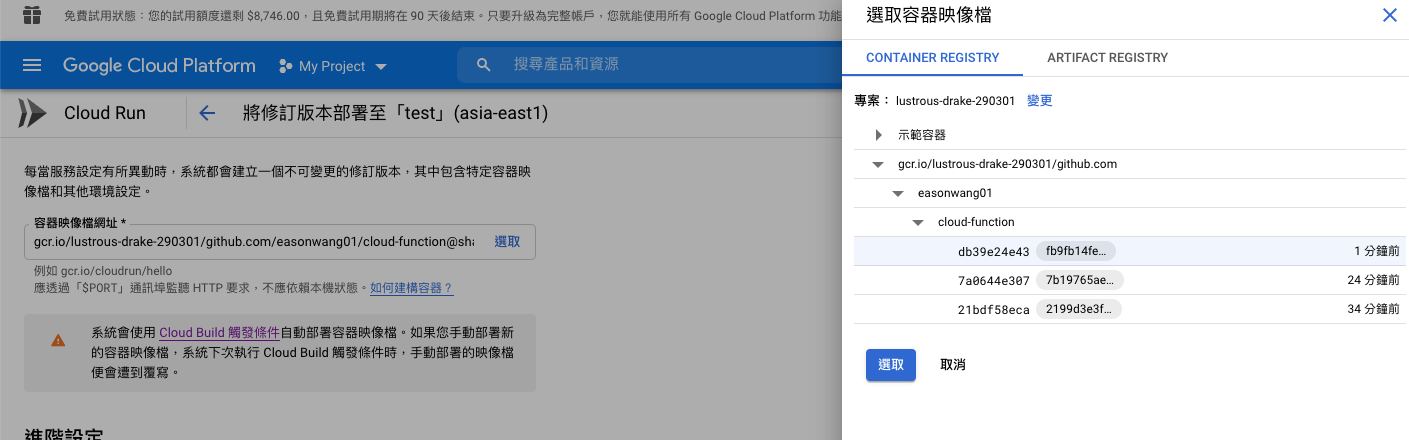 免費試用狀態：您的試用額度還剩 $8,746.00，且免費試用期將在 90 天後結束。只要升級為完整帳戶，您就能使用所有 Google Cloud Platform 功能
Google Cloud Platform
My Project
搜尋產品和資源
Cloud Run
將修訂版本部署至「test」(asia-east1)
每當服務設定有所異動時，系統都會建立一個不可變更的修訂版本，其中包含特定容器映
像檔和其他環境設定。
容器映像檔網址 *
gcr.io/lustrous-drake-290301/github.com/easonwang01/cloud-function@sha
選取
例如 gcr.io/cloudrun/hello
應透過「$PORT」通訊埠監聽 HTTP 要求，不應依賴本機狀態。如何建構容器？
系統會使用 Cloud Build 觸發條件自動部署容器映像檔。如果您手動部署新
的容器映像檔，系統下次執行 Cloud Build 觸發條件時，手動部署的映像檔
便會遭到覆寫。
進階設定
選取容器映像檔
CONTAINER REGISTRY
ARTIFACT REGISTRY
專案： lustrous-drake-290301 變更
示範容器
gcr.io/lustrous-drake-290301/github.com
easonwang01
cloud-function
db39e24e43 fb9fb14fe… 1 分鐘前
7a0644e307 7b19765ae… 24 分鐘前
21bdf58eca 2199d3e3f… 34 分鐘前
選取
取消